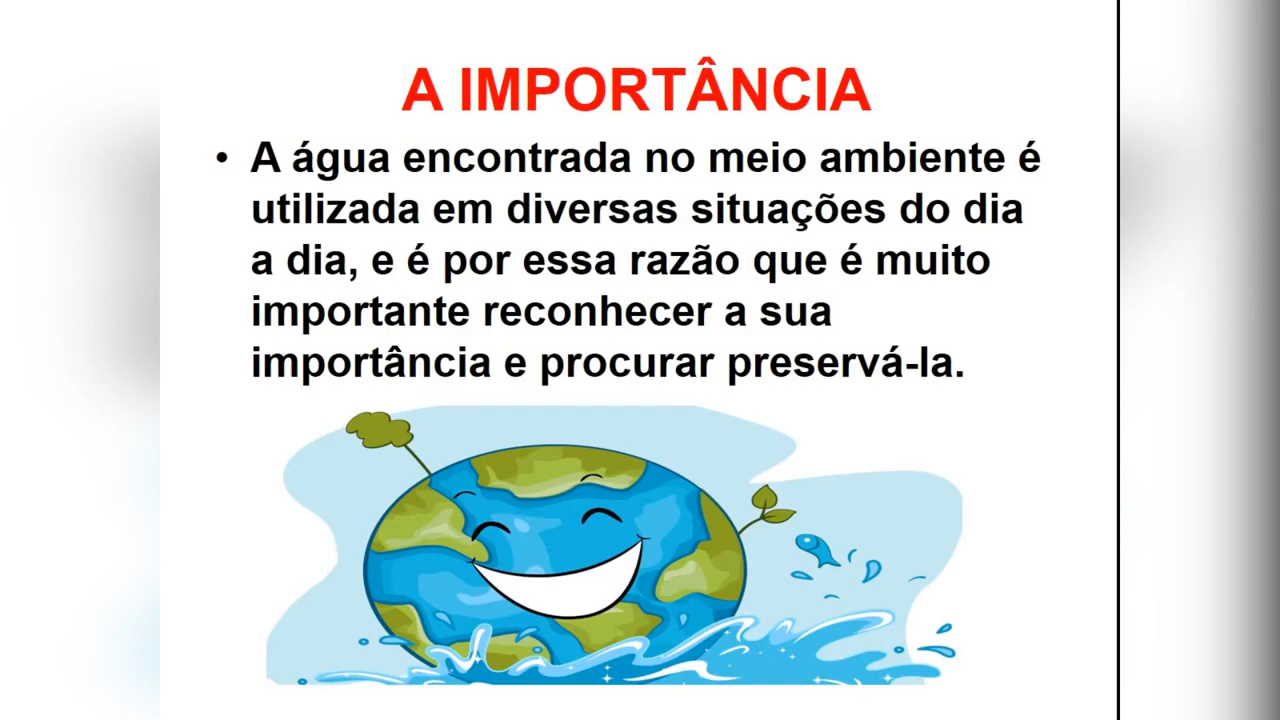 A IMPORTÂNCIA
• A água encontrada no meio ambiente é
utilizada em diversas situações do dia
a dia, e é por essa razão que é muito
importante reconhecer a sua
importância e procurar preservá-la.